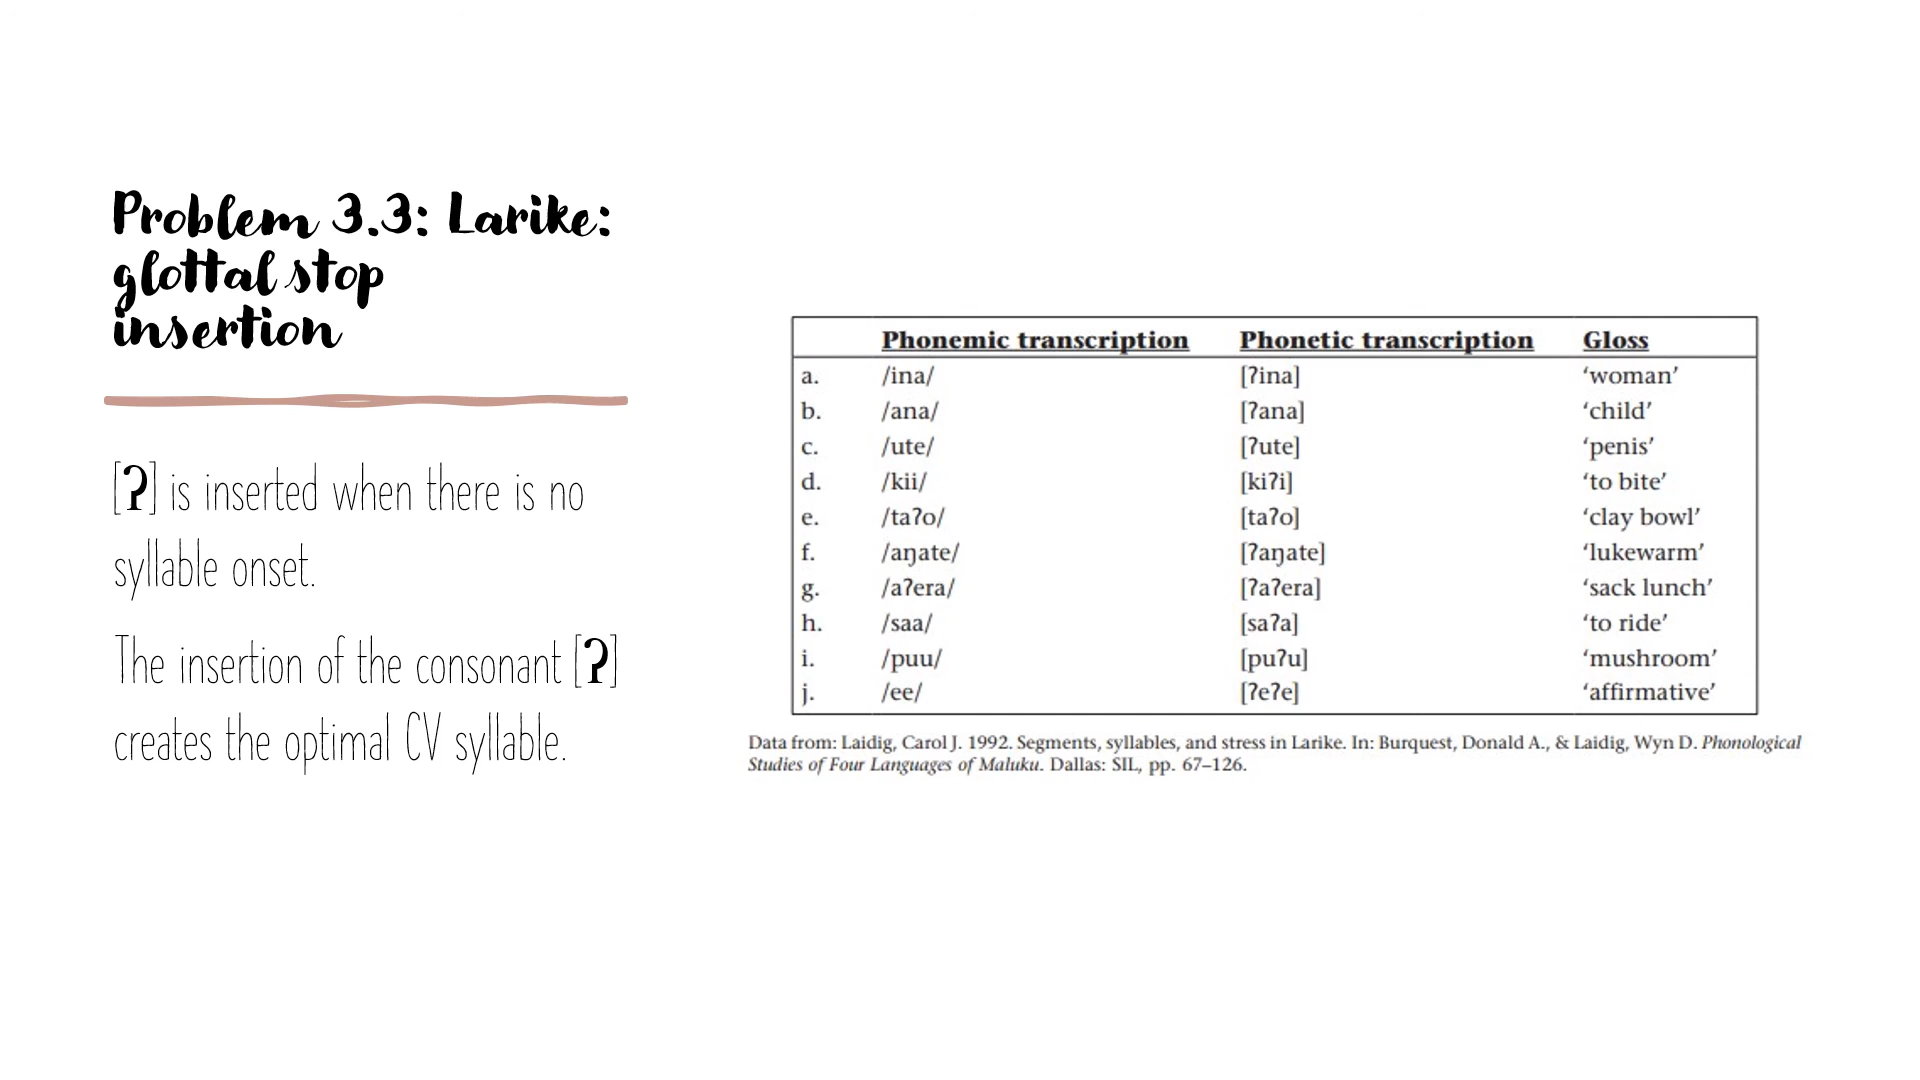 Problem 3.3: Larike:
glottal stop
insertion
[ʔ] is inserted when there is no
syllable onset.
The insertion of the consonant [ʔ]
creates the optimal CV syllable.
Phonemic transcription Phonetic transcription Gloss
a. /ina/ [ʔina] ‘woman’
b. /ana/ [ʔana] ‘child’
c. /ute/ [ʔute] ‘penis’
d. /kii/ [kiʔi] ‘to bite’
e. /taʔo/ [taʔo] ‘clay bowl’
f. /aŋate/ [ʔaŋate] ‘lukewarm’
g. /aʔera/ [ʔaʔera] ‘sack lunch’
h. /saa/ [saʔa] ‘to ride’
i. /puu/ [puʔu] ‘mushroom’
j. /ee/ [ʔeʔe] ‘affirmative’
Data from: Laidig, Carol J. 1992. Segments, syllables, and stress in Larike. In: Burquest, Donald A., & Laidig, Wyn D. Phonological
Studies of Four Languages of Maluku. Dallas: SIL, pp. 67–126.